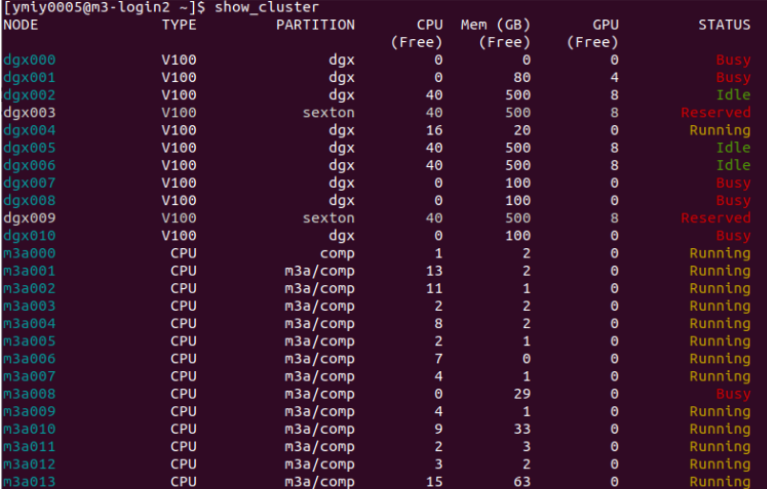 [ymiy0005@m3-login2 ~]$ show_cluster
NODE TYPE PARTITION CPU Mem (GB) GPU STATUS
(Free) (Free) (Free)
dgx000 V100 dgx 0 0 0 Busy
dgx001 V100 dgx 0 80 4 Busy
dgx002 V100 dgx 40 500 8 Idle
dgx003 V100 sexton 40 500 8 Reserved
dgx004 V100 dgx 16 20 0 Running
dgx005 V100 dgx 40 500 8 Idle
dgx006 V100 dgx 40 500 8 Idle
dgx007 V100 dgx 0 100 0 Busy
dgx008 V100 dgx 0 100 0 Busy
dgx009 V100 sexton 40 500 8 Reserved
dgx010 V100 dgx 0 100 0 Busy
m3a000 CPU comp 1 2 0 Running
m3a001 CPU m3a/comp 13 2 0 Running
m3a002 CPU m3a/comp 11 1 0 Running
m3a003 CPU m3a/comp 2 2 0 Running
m3a004 CPU m3a/comp 8 2 0 Running
m3a005 CPU m3a/comp 2 1 0 Running
m3a006 CPU m3a/comp 7 0 0 Running
m3a007 CPU m3a/comp 4 1 0 Running
m3a008 CPU m3a/comp 0 29 0 Busy
m3a009 CPU m3a/comp 4 1 0 Running
m3a010 CPU m3a/comp 9 33 0 Running
m3a011 CPU m3a/comp 2 3 0 Running
m3a012 CPU m3a/comp 3 2 0 Running
m3a013 CPU m3a/comp 15 63 0 Running